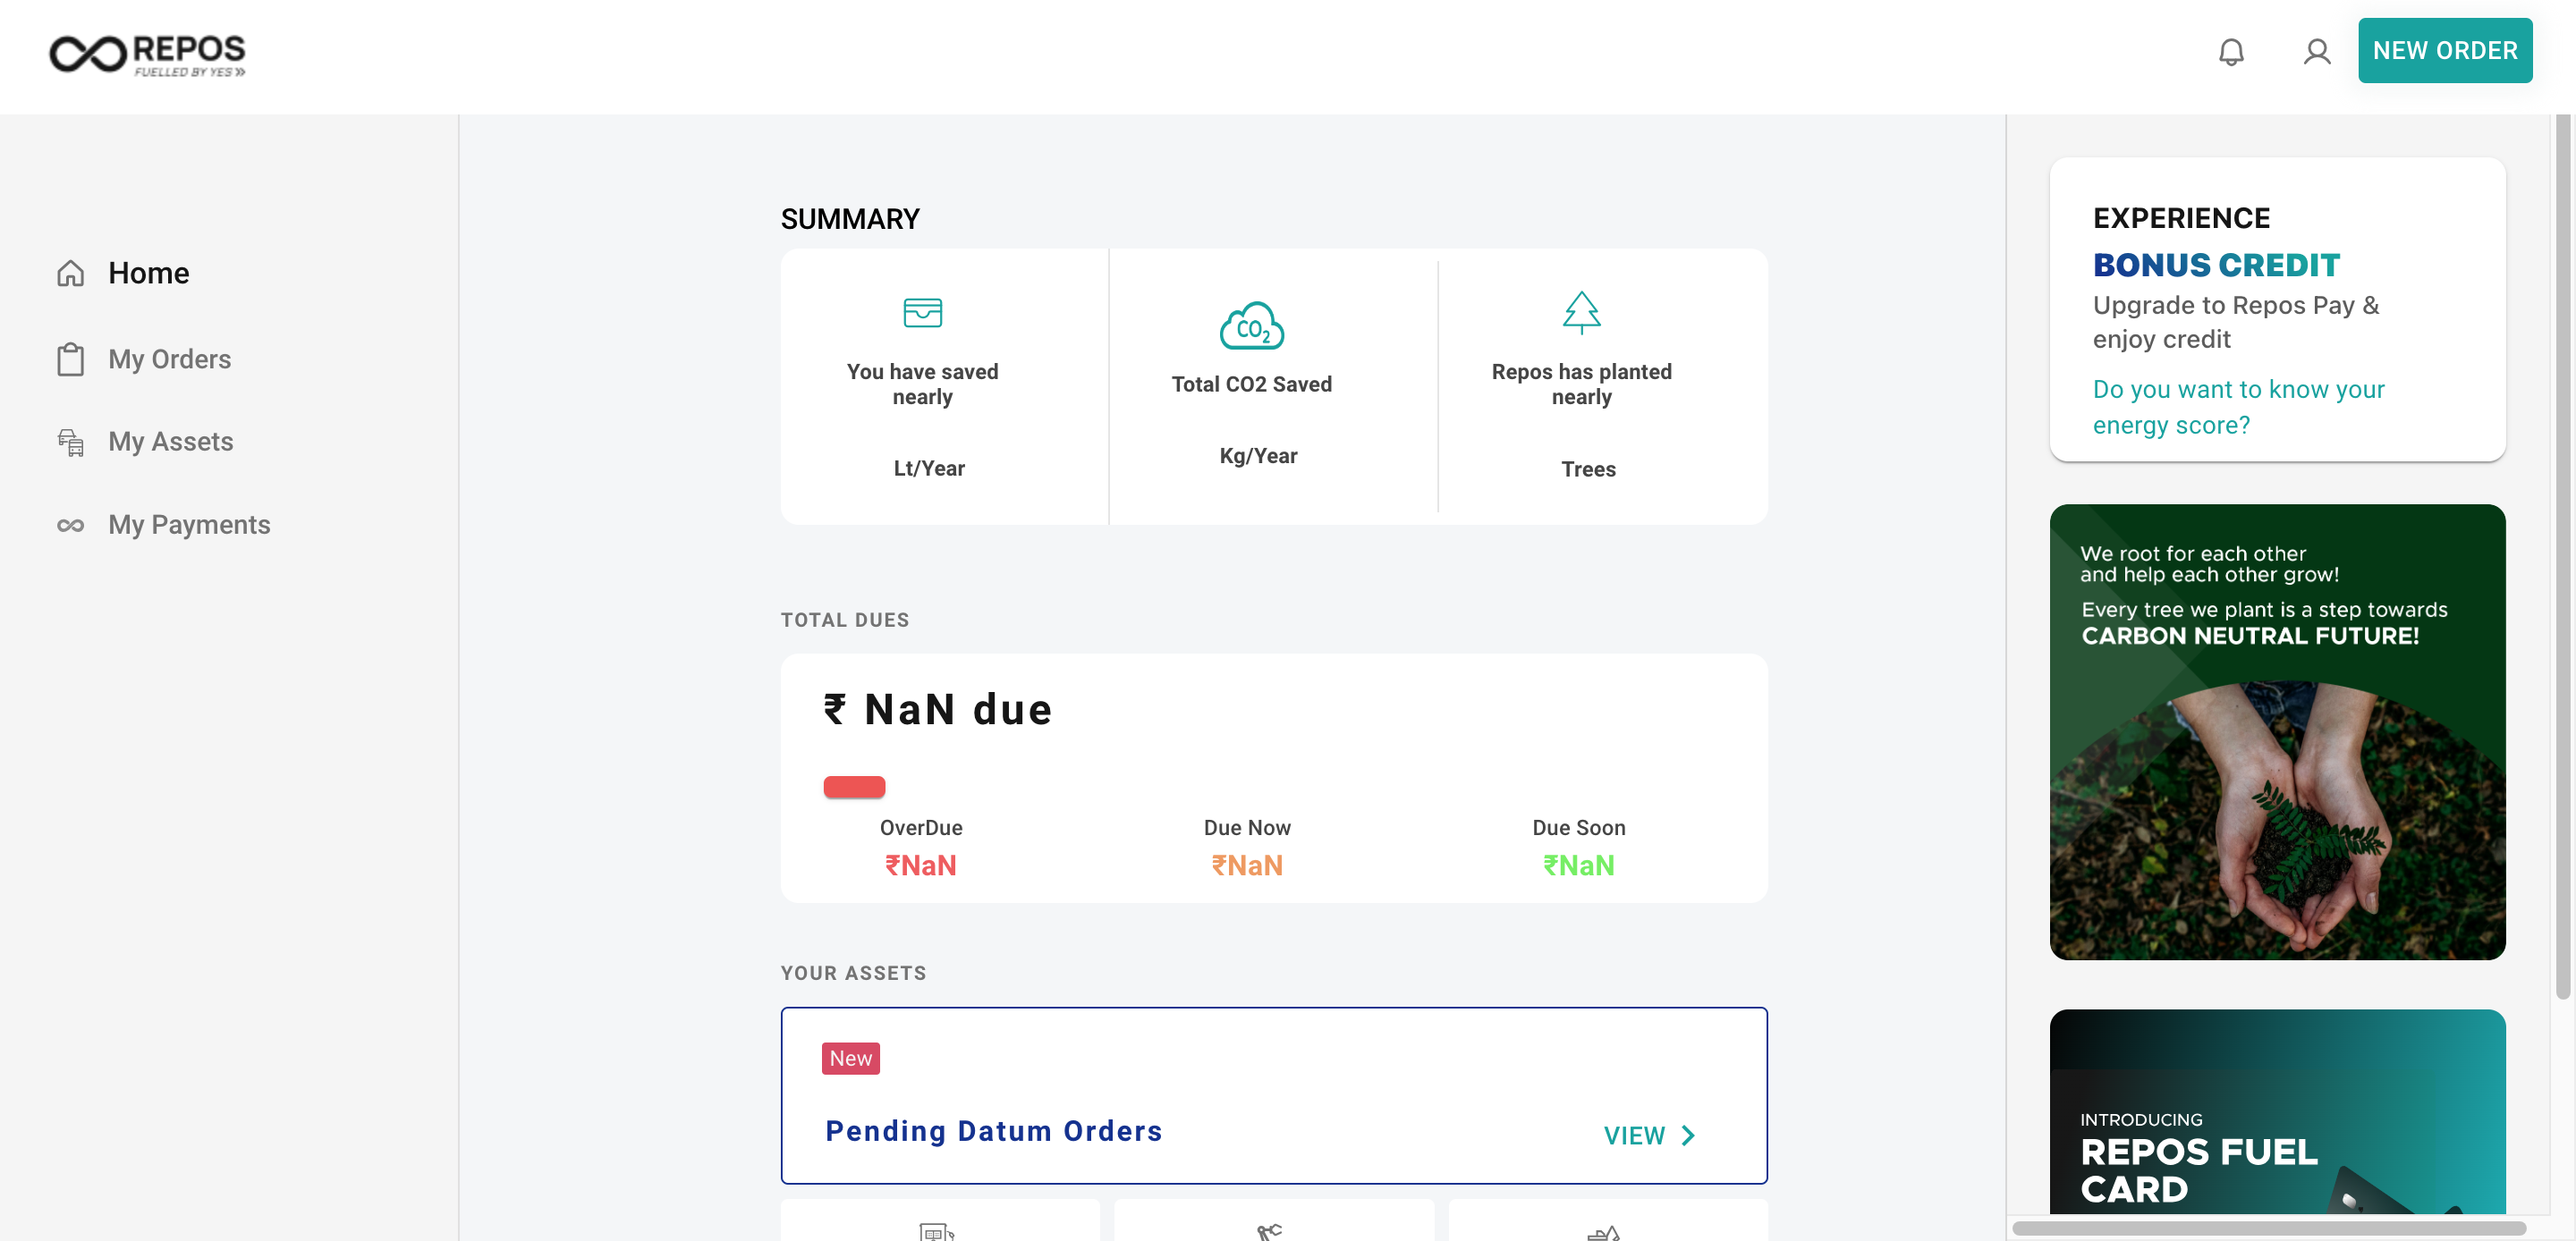 REPOS
FUELLED BY YES
NEW ORDER
Home
My Orders
My Assets
My Payments
SUMMARY
You have saved
nearly
Lt/Year
CO2
Total CO2 Saved
Kg/Year
Repos has planted
nearly
Trees
TOTAL DUES
₹ NaN due
OverDue
₹NaN
Due Now
₹NaN
Due Soon
₹NaN
YOUR ASSETS
New
Pending Datum Orders
VIEW
EXPERIENCE
BONUS CREDIT
Upgrade to Repos Pay &
enjoy credit
Do you want to know your
energy score?
We root for each other
and help each other grow!
Every tree we plant is a step towards
CARBON NEUTRAL FUTURE!
INTRODUCING
REPOS FUEL
CARD